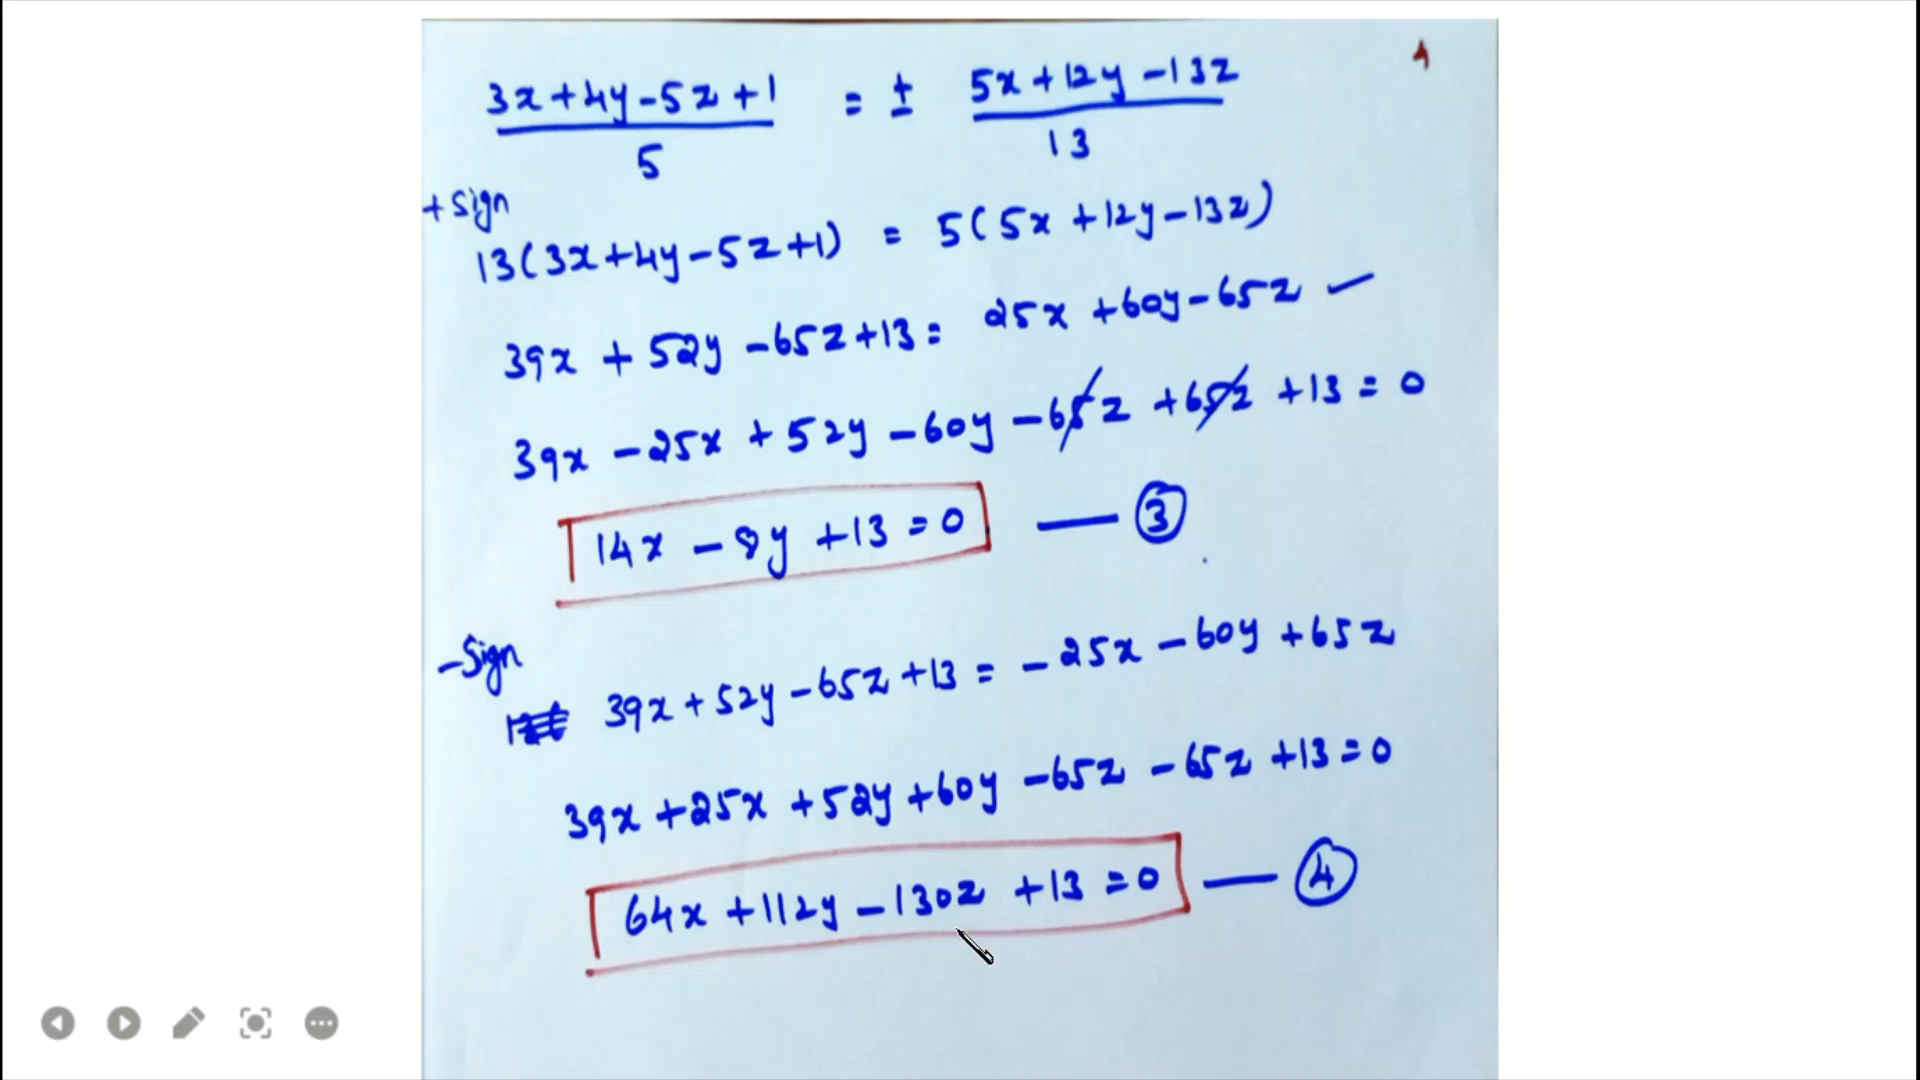 4
3x+4y-5z+1 = ± 5x+12y-13z
5 13
+ sign
13(3x+4y-5z+1) = 5(5x+12y-13z)
39x + 52y -65z+13 = 25x +60y-65z
39x -25x + 52y -60y -65z +65z +13 = 0
14x - 8y +13 = 0 — ③
- Sign
39x+52y-65z+13 = -25x -60y +65z
39x +25x +52y +60y -65z -65z +13=0
64x +112y -130z +13 =0 — ④